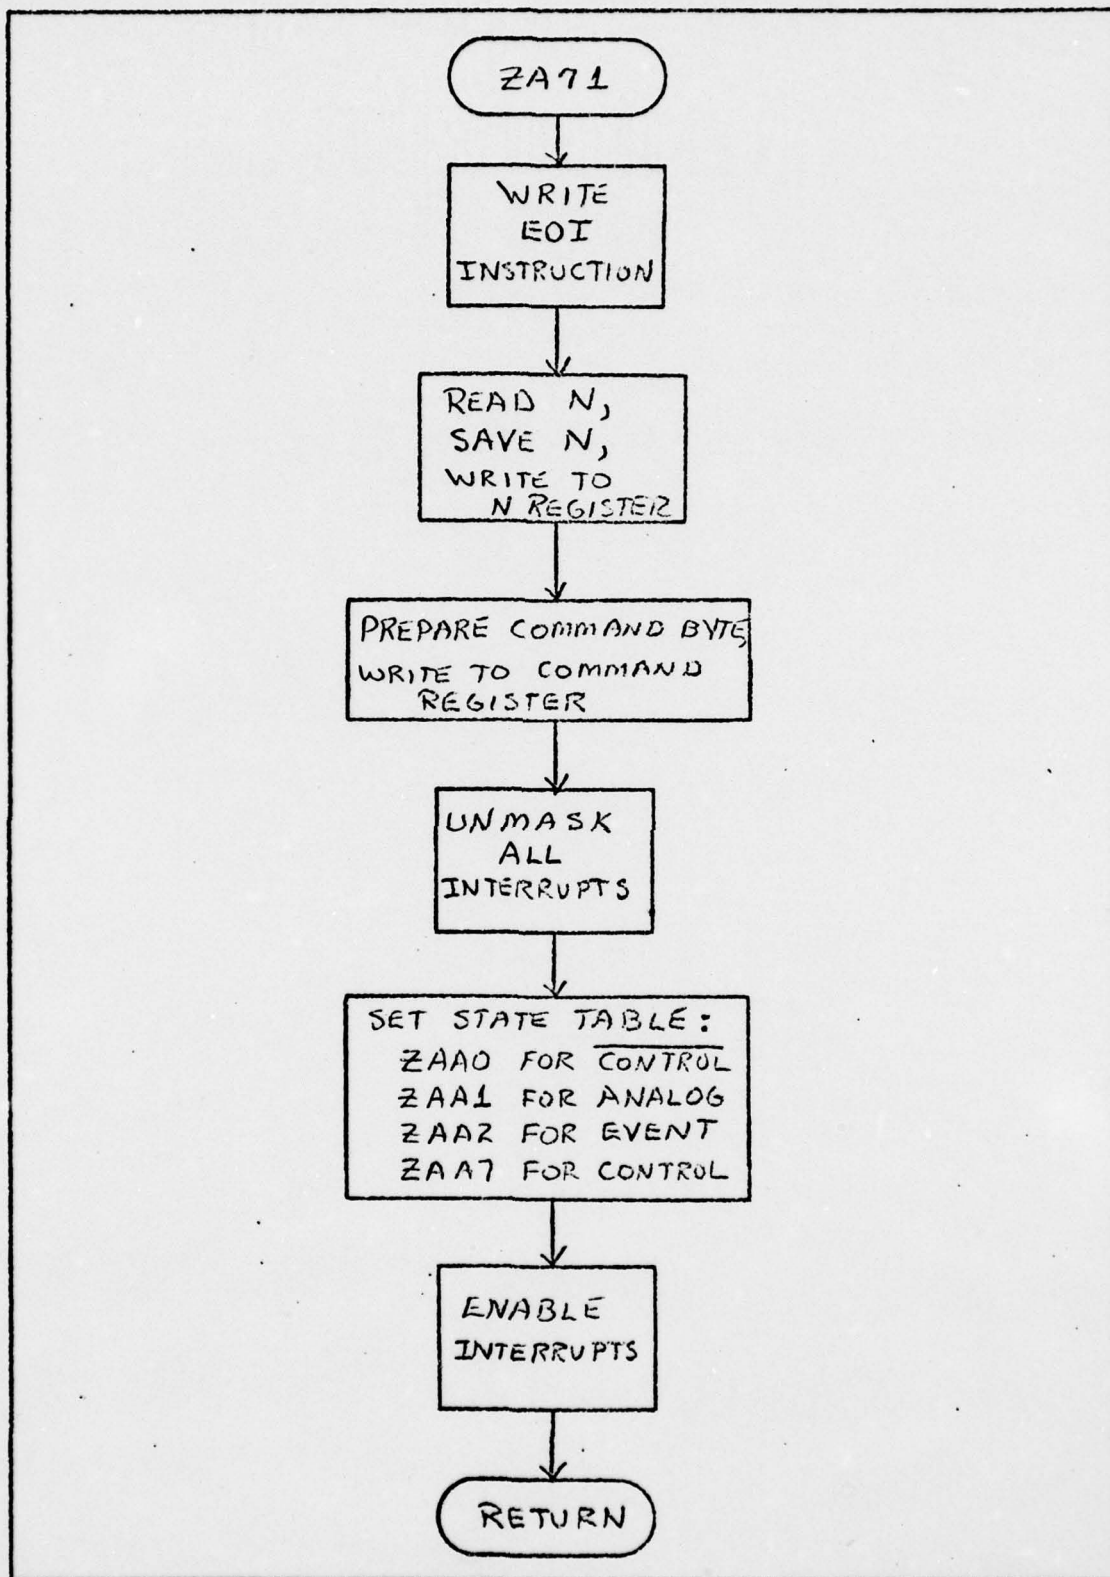 ZA71
WRITE
EOI
INSTRUCTION
READ N,
SAVE N,
WRITE TO
N REGISTER
PREPARE COMMAND BYTE,
WRITE TO COMMAND
REGISTER
UNMASK
ALL
INTERRUPTS
SET STATE TABLE:
ZAA0 FOR C̅O̅N̅T̅R̅O̅L̅
ZAA1 FOR ANALOG
ZAA2 FOR EVENT
ZAA7 FOR CONTROL
ENABLE
INTERRUPTS
RETURN